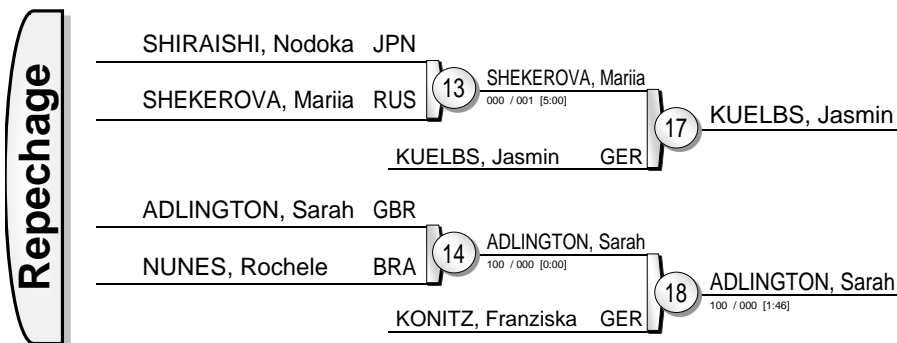 Repechage
SHIRAISHI, Nodoka JPN
SHEKEROVA, Mariia RUS
13
SHEKEROVA, Mariia
000 / 001 [5:00]
KUELBS, Jasmin GER
17
KUELBS, Jasmin
ADLINGTON, Sarah GBR
NUNES, Rochele BRA
14
ADLINGTON, Sarah
100 / 000 [0:00]
KONITZ, Franziska GER
18
ADLINGTON, Sarah
100 / 000 [1:46]